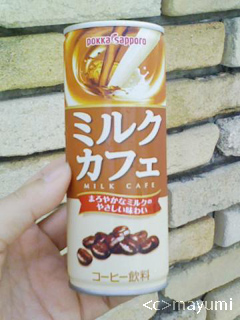 pokka sapporo
ミルク
カフェ
MILK CAFE
まろやかなミルクの
やさしい味わい
コーヒー飲料
<c>mayumi